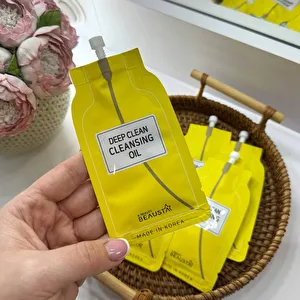 DEEP CLEAN
CLEANSING
OIL
BEAUSTA
MADE IN KOREA